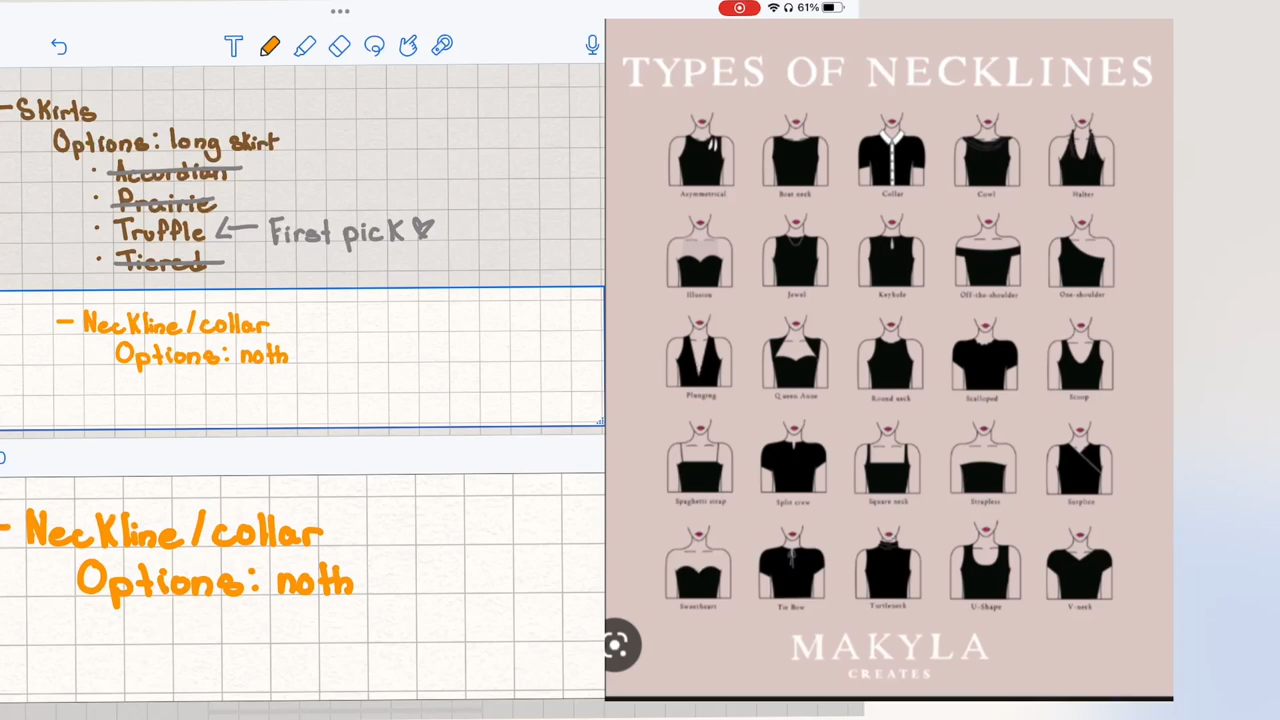 61%
- Skirts
Options: long skirt
· Accordian
· Prairie
· Truffle ← First pick
· Tiered
- Neckline/collar
Options: noth
- Neckline/collar
Options: noth
TYPES OF NECKLINES
Asymmetrical Boat neck Collar Cowl Halter
Illusion Jewel Keyhole Off-the-shoulder One-shoulder
Plunging Queen Anne Round neck Scalloped Scoop
Spaghetti strap Split crew Square neck Strapless Surplice
Sweetheart Tie Bow Turtleneck U-Shape V-neck
MAKYLA
CREATES